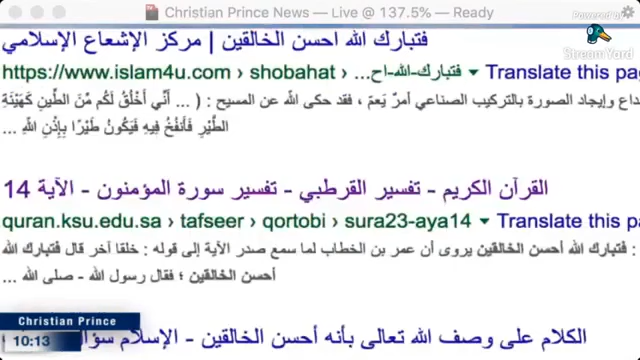 Christian Prince News — Live @ 137.5% — Ready
Powered by
StreamYard
فتبارك الله احسن الخالقين | مركز الإشعاع الإسلامي
https://www.islam4u.com › shobahat › فتبارك-الله-اح... Translate this pa
داع وإيجاد الصورة بالتركيب الصناعي أمرٌ يَعمّ ، فقد حكى الله عن المسيح : ( ... أَنِّي أَخْلُقُ لَكُم مِّنَ الطِّينِ كَهَيْئَةِ
الطَّيْرِ فَأَنفُخُ فِيهِ فَيَكُونُ طَيْرًا بِإِذْنِ اللَّهِ ...
القرآن الكريم - تفسير القرطبي - تفسير سورة المؤمنون - الآية 14
quran.ksu.edu.sa › tafseer › qortobi › sura23-aya14 Translate this pa
: فتبارك الله أحسن الخالقين يروى أن عمر بن الخطاب لما سمع صدر الآية إلى قوله : خلقا آخر قال فتبارك الله
أحسن الخالقين ؛ فقال رسول الله - صلى الله ...
Christian Prince
10:13
الكلام على وصف الله تعالى بأنه أحسن الخالقين - الإسلام